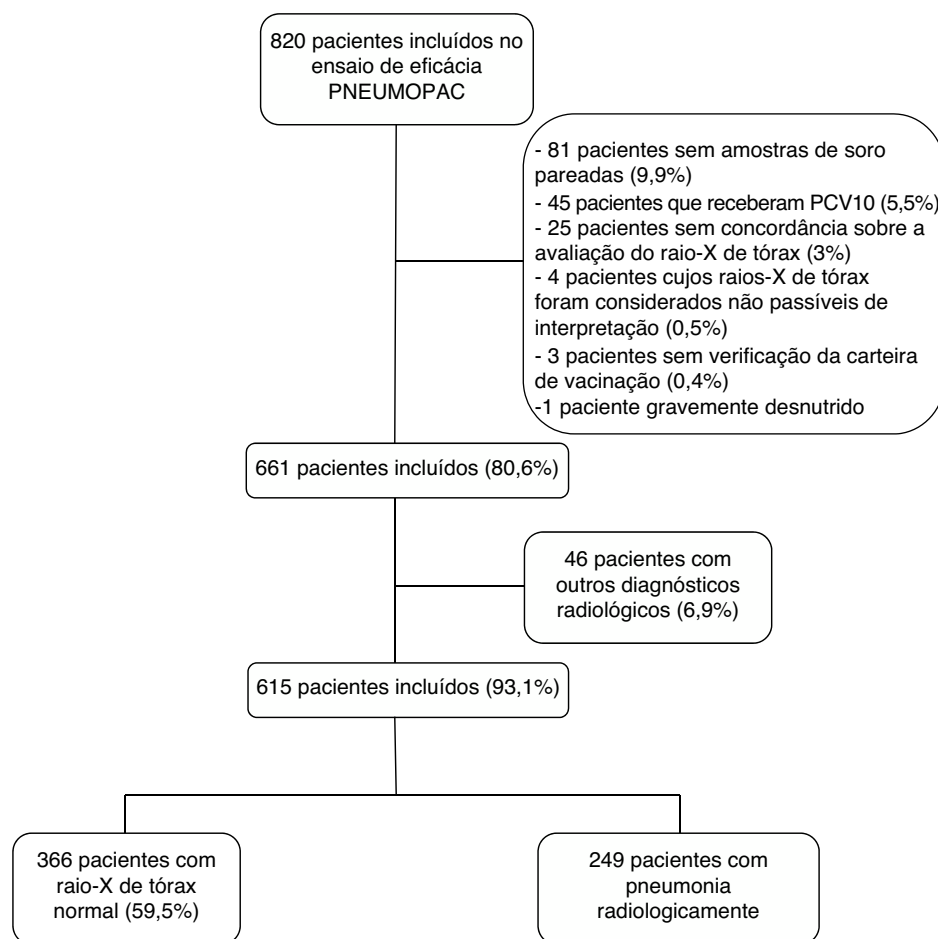 820 pacientes incluídos no
ensaio de eficácia
PNEUMOPAC
- 81 pacientes sem amostras de soro
pareadas (9,9%)
- 45 pacientes que receberam PCV10 (5,5%)
- 25 pacientes sem concordância sobre a
avaliação do raio-X de tórax (3%)
- 4 pacientes cujos raios-X de tórax
foram considerados não passíveis de
interpretação (0,5%)
- 3 pacientes sem verificação da carteira
de vacinação (0,4%)
-1 paciente gravemente desnutrido
661 pacientes incluídos (80,6%)
46 pacientes com
outros diagnósticos
radiológicos (6,9%)
615 pacientes incluídos (93,1%)
366 pacientes com
raio-X de tórax
normal (59,5%)
249 pacientes com
pneumonia
radiologicamente